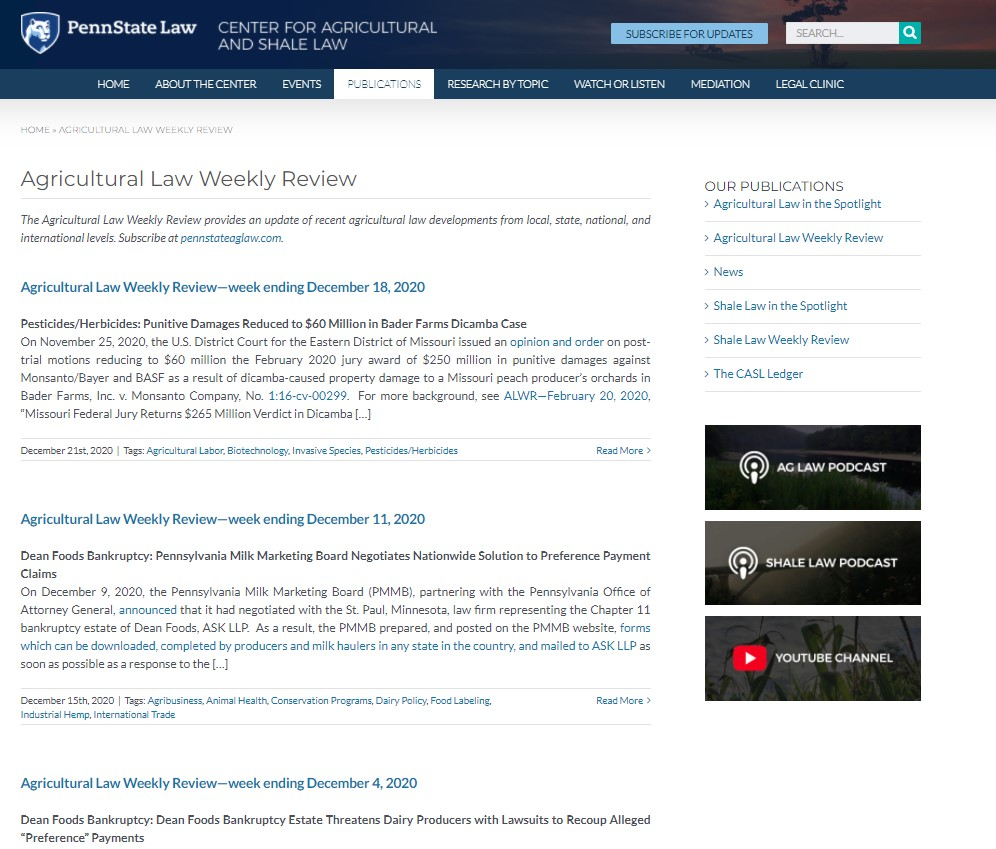 PennState Law
CENTER FOR AGRICULTURAL
AND SHALE LAW
SUBSCRIBE FOR UPDATES
SEARCH...
HOME
ABOUT THE CENTER
EVENTS
PUBLICATIONS
RESEARCH BY TOPIC
WATCH OR LISTEN
MEDIATION
LEGAL CLINIC
HOME » AGRICULTURAL LAW WEEKLY REVIEW
Agricultural Law Weekly Review
The Agricultural Law Weekly Review provides an update of recent agricultural law developments from local, state, national, and
international levels. Subscribe at pennstateaglaw.com.
Agricultural Law Weekly Review—week ending December 18, 2020
Pesticides/Herbicides: Punitive Damages Reduced to $60 Million in Bader Farms Dicamba Case
On November 25, 2020, the U.S. District Court for the Eastern District of Missouri issued an opinion and order on post-
trial motions reducing to $60 million the February 2020 jury award of $250 million in punitive damages against
Monsanto/Bayer and BASF as a result of dicamba-caused property damage to a Missouri peach producer's orchards in
Bader Farms, Inc. v. Monsanto Company, No. 1:16-cv-00299. For more background, see ALWR—February 20, 2020,
“Missouri Federal Jury Returns $265 Million Verdict in Dicamba [...]
December 21st, 2020 | Tags: Agricultural Labor, Biotechnology, Invasive Species, Pesticides/Herbicides
Read More >
Agricultural Law Weekly Review—week ending December 11, 2020
Dean Foods Bankruptcy: Pennsylvania Milk Marketing Board Negotiates Nationwide Solution to Preference Payment
Claims
On December 9, 2020, the Pennsylvania Milk Marketing Board (PMMB), partnering with the Pennsylvania Office of
Attorney General, announced that it had negotiated with the St. Paul, Minnesota, law firm representing the Chapter 11
bankruptcy estate of Dean Foods, ASK LLP. As a result, the PMMB prepared, and posted on the PMMB website, forms
which can be downloaded, completed by producers and milk haulers in any state in the country, and mailed to ASK LLP as
soon as possible as a response to the [...]
December 15th, 2020 | Tags: Agribusiness, Animal Health, Conservation Programs, Dairy Policy, Food Labeling,
Industrial Hemp, International Trade
Read More >
Agricultural Law Weekly Review—week ending December 4, 2020
Dean Foods Bankruptcy: Dean Foods Bankruptcy Estate Threatens Dairy Producers with Lawsuits to Recoup Alleged
“Preference” Payments
OUR PUBLICATIONS
> Agricultural Law in the Spotlight
> Agricultural Law Weekly Review
> News
> Shale Law in the Spotlight
> Shale Law Weekly Review
> The CASL Ledger
AG LAW PODCAST
SHALE LAW PODCAST
YOUTUBE CHANNEL